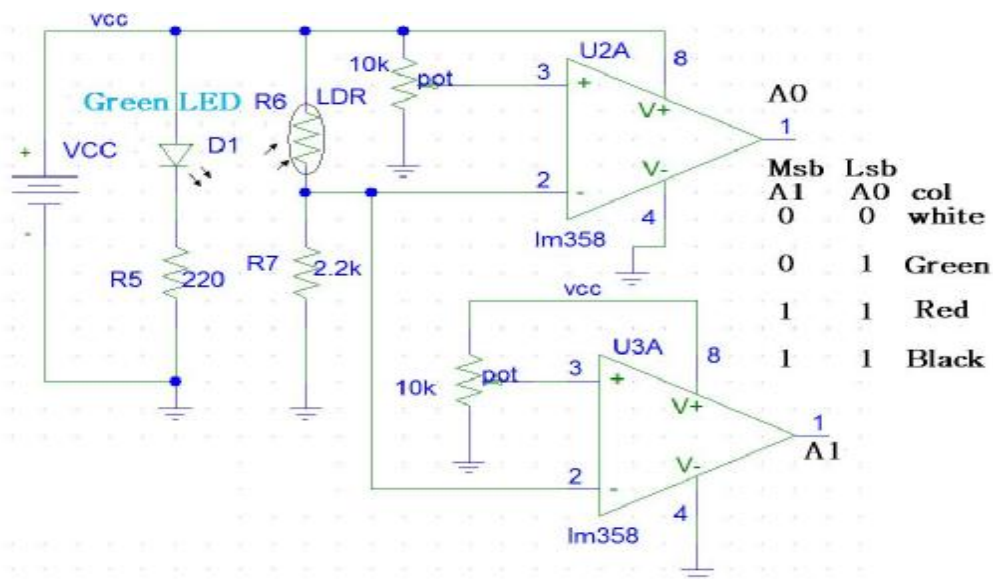 vcc
U2A
8
10k
pot
3
+
V+
A0
1
Green LED
R6
LDR
+
VCC
D1
V-
2
-
4
lm358
Msb Lsb
A1 A0 col
0 0 white
0 1 Green
1 1 Red
1 1 Black
-
R5
220
R7
2.2k
vcc
U3A
8
10k
pot
3
+
V+
1
A1
V-
2
-
4
lm358